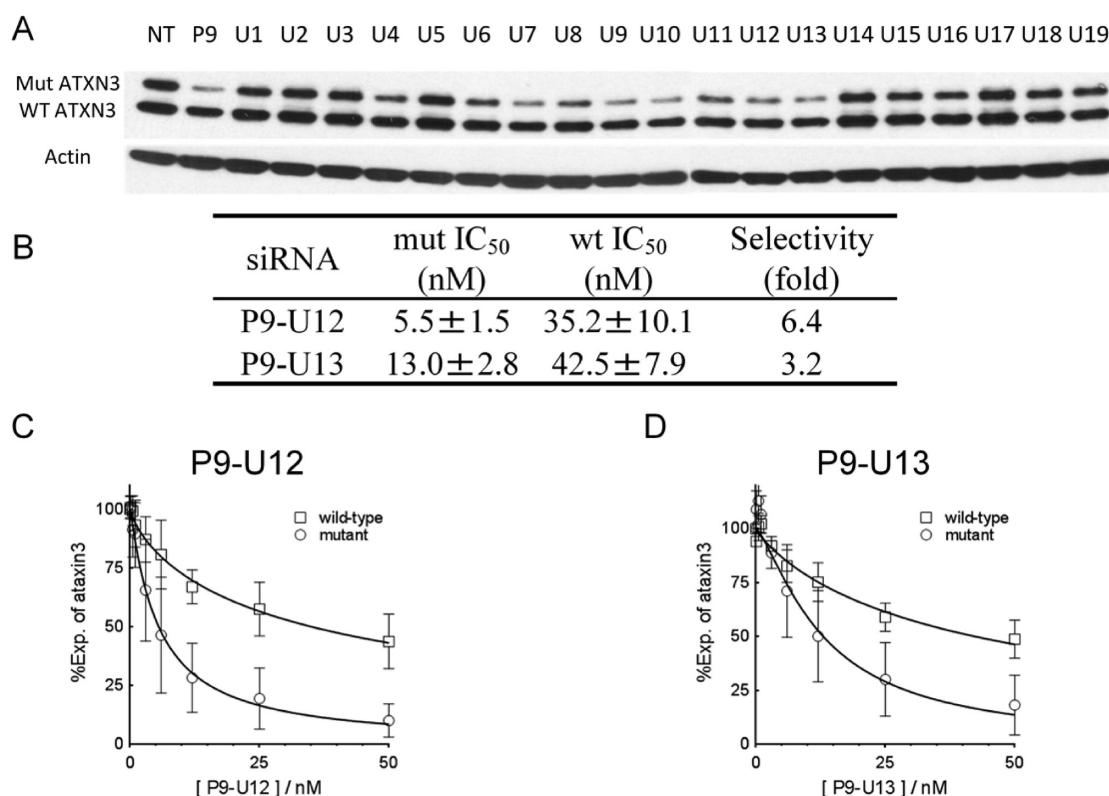 A
NT P9 U1 U2 U3 U4 U5 U6 U7 U8 U9 U10 U11 U12 U13 U14 U15 U16 U17 U18 U19
Mut ATXN3
WT ATXN3
Actin
B
siRNA mut IC50 (nM) wt IC50 (nM) Selectivity (fold)
P9-U12 5.5±1.5 35.2±10.1 6.4
P9-U13 13.0±2.8 42.5±7.9 3.2
C
P9-U12
100
75
50
25
0
%Exp. of ataxin3
wild-type
mutant
0 25 50
[ P9-U12 ] / nM
D
P9-U13
100
75
50
25
0
%Exp. of ataxin3
wild-type
mutant
0 25 50
[ P9-U13 ] / nM